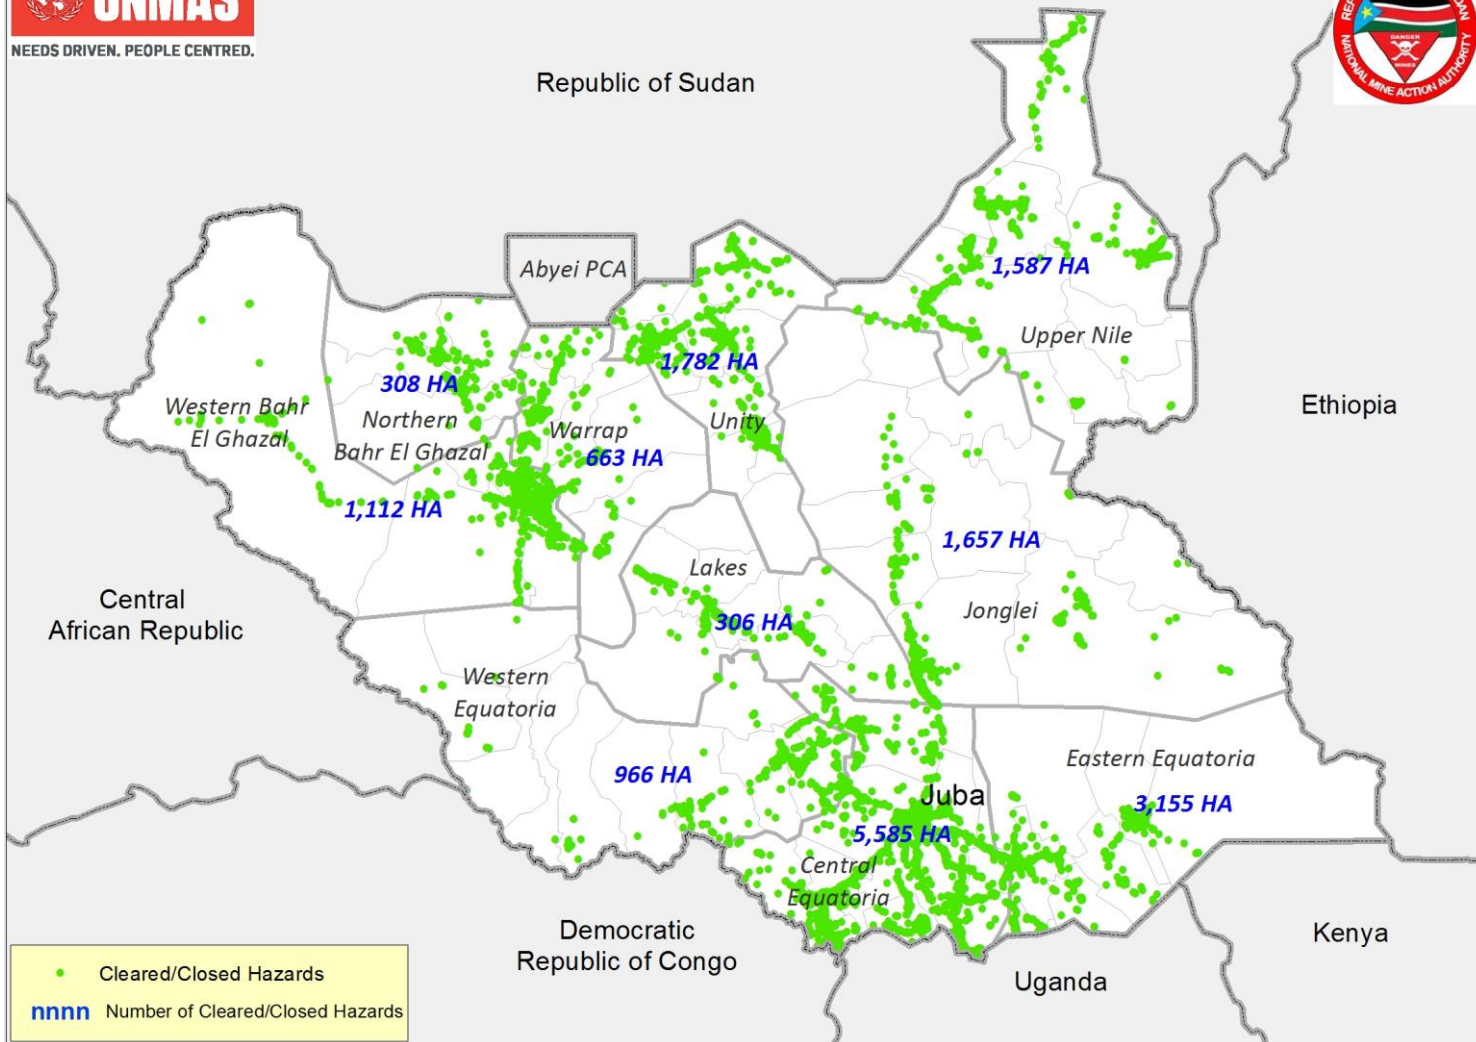 UNMAS
NEEDS DRIVEN. PEOPLE CENTRED.
NATIONAL MINE ACTION AUTHORITY
DANGER
MINES
Republic of Sudan
Abyei PCA
1,587 HA
Upper Nile
1,782 HA
Unity
308 HA
Northern
Bahr El Ghazal
Western Bahr
El Ghazal
1,112 HA
Warrap
663 HA
Ethiopia
1,657 HA
Jonglei
Lakes
306 HA
Central
African Republic
Western
Equatoria
966 HA
Eastern Equatoria
3,155 HA
Juba
5,585 HA
Central
Equatoria
Democratic
Republic of Congo
Uganda
Kenya
Cleared/Closed Hazards
nnnn Number of Cleared/Closed Hazards